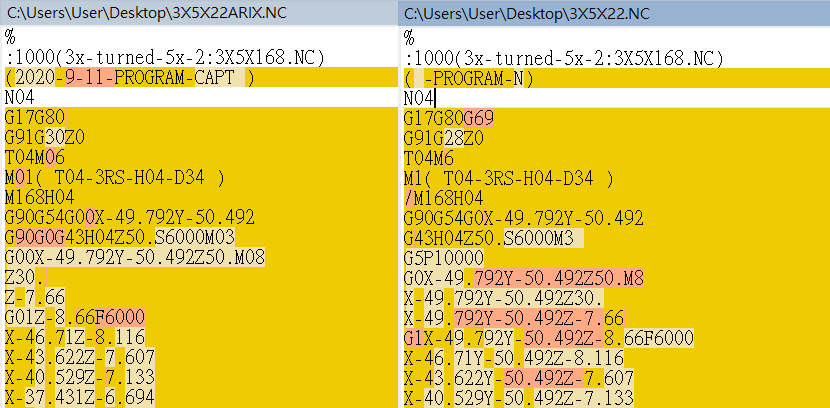 C:\Users\User\Desktop\3X5X22ARIX.NC
%
:1000(3x-turned-5x-2:3X5X168.NC)
(2020-9-11-PROGRAM-CAPT )
N04
G17G80
G91G30Z0
T04M06
M01( T04-3RS-H04-D34 )
M168H04
G90G54G00X-49.792Y-50.492
G90G0G43H04Z50.S6000M03
G00X-49.792Y-50.492Z50.M08
Z30.
Z-7.66
G01Z-8.66F6000
X-46.71Z-8.116
X-43.622Z-7.607
X-40.529Z-7.133
X-37.431Z-6.694
C:\Users\User\Desktop\3X5X22.NC
%
:1000(3x-turned-5x-2:3X5X168.NC)
( -PROGRAM-N)
N04
G17G80G69
G91G28Z0
T04M6
M1( T04-3RS-H04-D34 )
/M168H04
G90G54G0X-49.792Y-50.492
G43H04Z50.S6000M3
G5P10000
G0X-49.792Y-50.492Z50.M8
X-49.792Y-50.492Z30.
X-49.792Y-50.492Z-7.66
G1X-49.792Y-50.492Z-8.66F6000
X-46.71Y-50.492Z-8.116
X-43.622Y-50.492Z-7.607
X-40.529Y-50.492Z-7.133